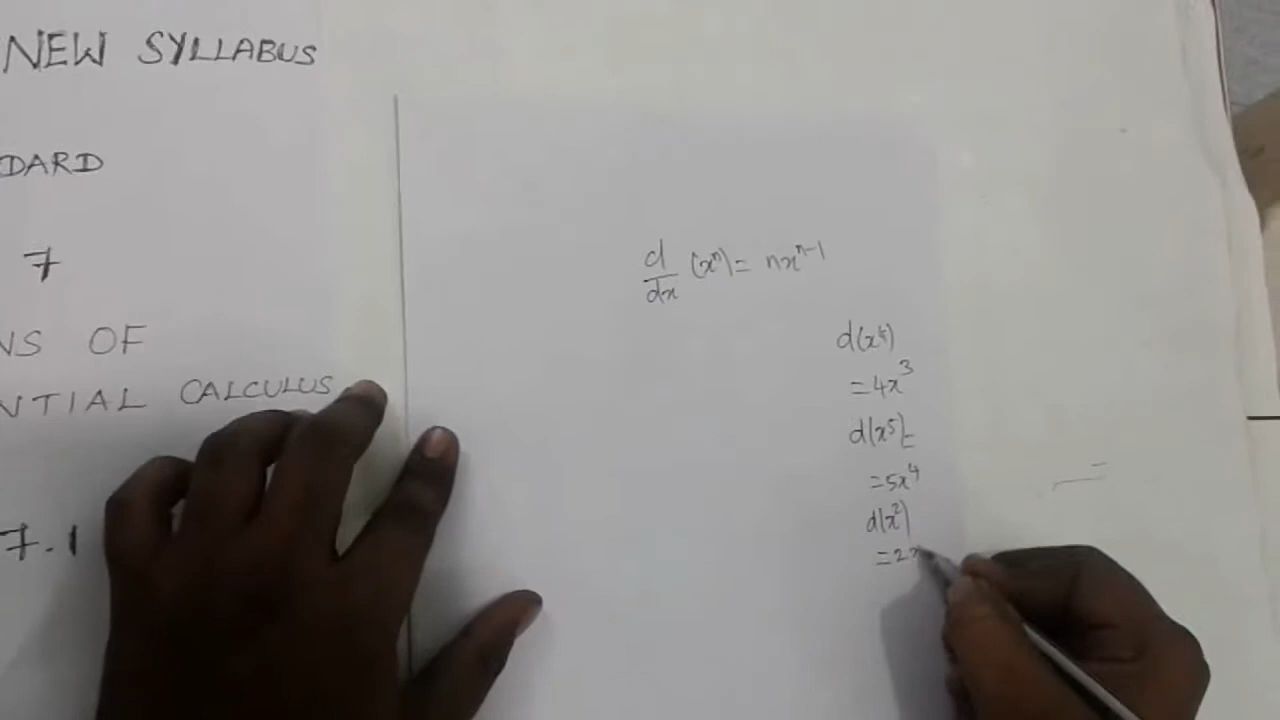 NEW SYLLABUS
DARD
7
NS OF
NTIAL CALCULUS
7.1
d/dx (xⁿ) = nxⁿ⁻¹
d(x⁴)
= 4x³
d(x⁵) =
= 5x⁴
d(x²)
= 2x